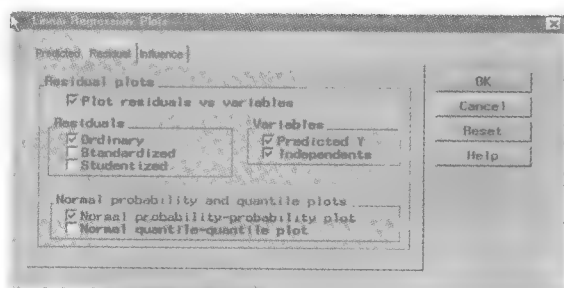 Linear Regression Plots
Predicted Residual Influence
Residual plots
Plot residuals vs variables
Residuals
Ordinary
Standardized
Studentized
Variables
Predicted Y
Independents
Normal probability and quantile plots
Normal probability-probability plot
Normal quantile-quantile plot
OK
Cancel
Reset
Help